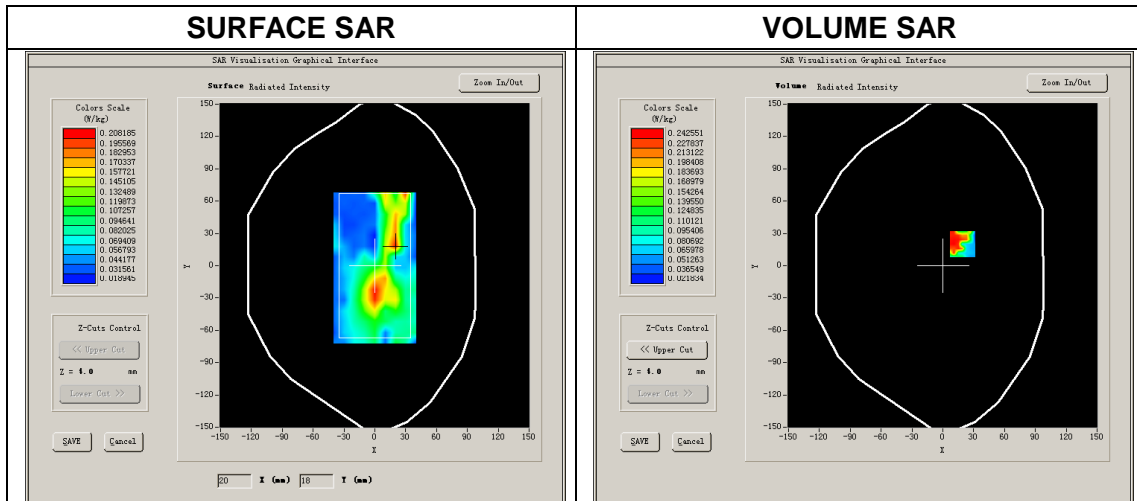 SURFACE SAR
VOLUME SAR
SAR Visualisation Graphical Interface
Surface Radiated Intensity
Zoom In/Out
Colors Scale
(W/kg)
0.208185
0.195569
0.182953
0.170337
0.157721
0.145105
0.132489
0.119873
0.107257
0.094641
0.082025
0.069409
0.056793
0.044177
0.031561
0.018945
150
120
90
60
30
0
-30
-60
-90
-120
-150
Y
-150 -120 -90 -60 -30 0 30 60 90 120 150
X
Z-Cuts Control
<< Upper Cut
Z = 4.0 mm
Lower Cut >>
SAVE Cancel
20 X (mm) 18 Y (mm)
SAR Visualisation Graphical Interface
Volume Radiated Intensity
Zoom In/Out
Colors Scale
(W/kg)
0.242551
0.227837
0.213122
0.198408
0.183693
0.168979
0.154264
0.139550
0.124835
0.110121
0.095406
0.080692
0.065978
0.051263
0.036549
0.021834
150
120
90
60
30
0
-30
-60
-90
-120
-150
Y
-150 -120 -90 -60 -30 0 30 60 90 120 150
X
Z-Cuts Control
<< Upper Cut
Z = 4.0 mm
Lower Cut >>
SAVE Cancel